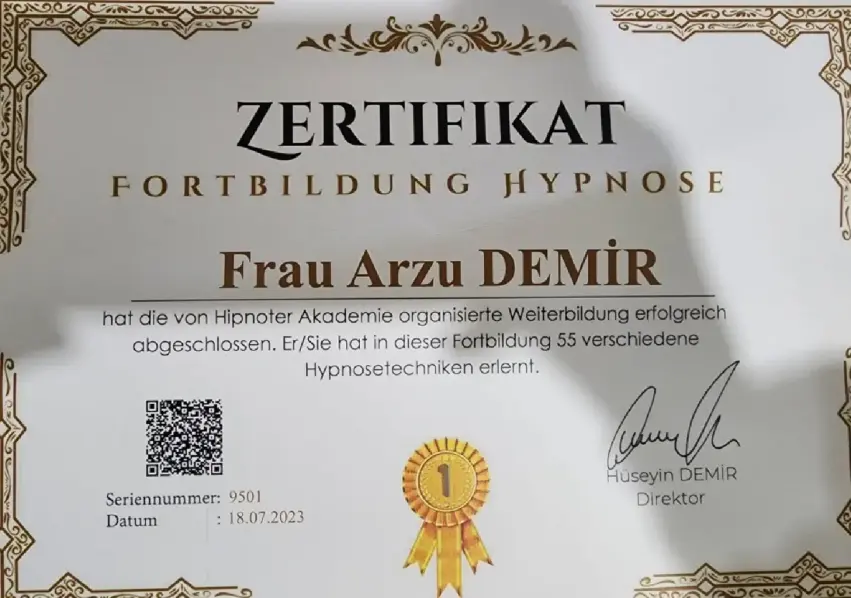 ZERTIFIKAT
FORTBILDUNG HYPNOSE
Frau Arzu DEMİR
hat die von Hipnoter Akademie organisierte Weiterbildung erfolgreich
abgeschlossen. Er/Sie hat in dieser Fortbildung 55 verschiedene
Hypnosetechniken erlernt.
Seriennummer: 9501
Datum : 18.07.2023
1
Hüseyin DEMİR
Direktor